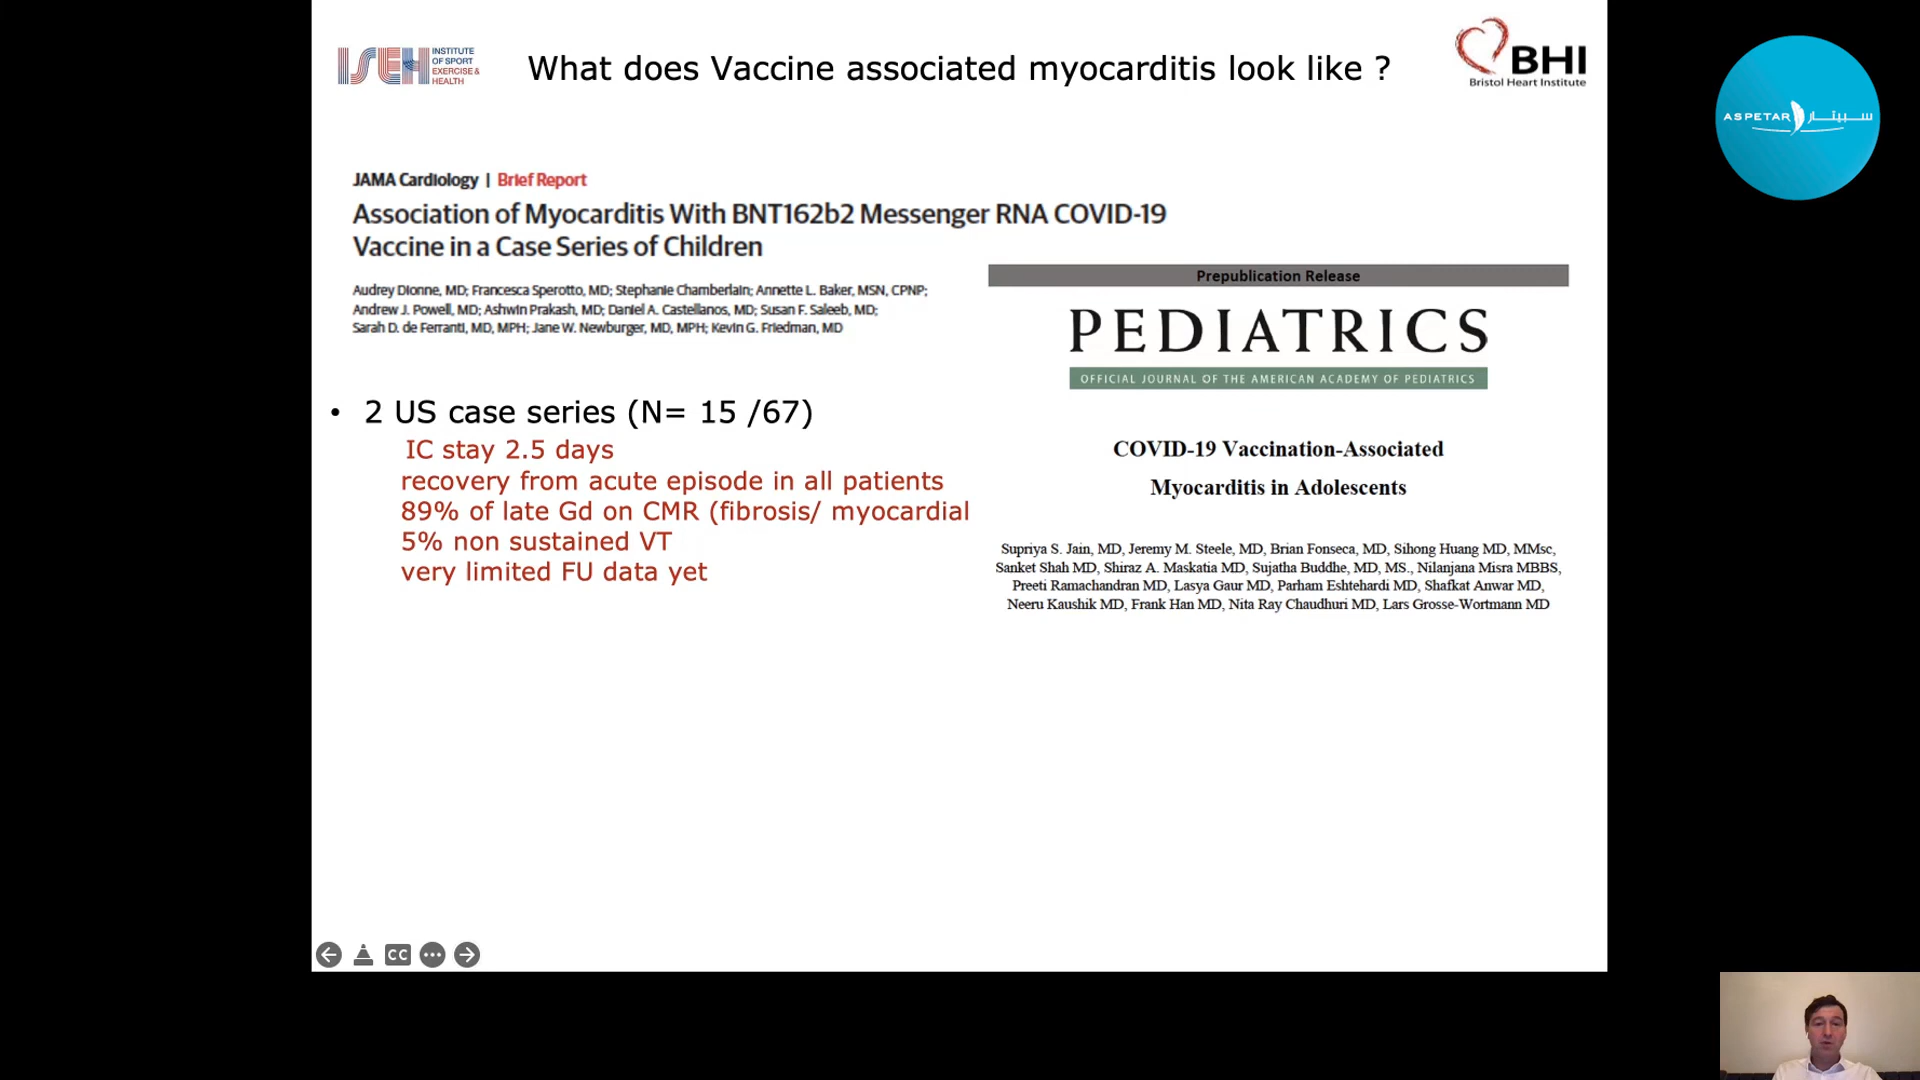 INSTITUTE
OF SPORT
EXERCISE &
HEALTH
What does Vaccine associated myocarditis look like ?
BHI
Bristol Heart Institute
ASPETAR سبيتار
JAMA Cardiology | Brief Report
Association of Myocarditis With BNT162b2 Messenger RNA COVID-19
Vaccine in a Case Series of Children
Audrey Dionne, MD; Francesca Sperotto, MD; Stephanie Chamberlain; Annette L. Baker, MSN, CPNP;
Andrew J. Powell, MD; Ashwin Prakash, MD; Daniel A. Castellanos, MD; Susan F. Saleeb, MD;
Sarah D. de Ferranti, MD, MPH; Jane W. Newburger, MD, MPH; Kevin G. Friedman, MD
• 2 US case series (N= 15 /67)
IC stay 2.5 days
recovery from acute episode in all patients
89% of late Gd on CMR (fibrosis/ myocardial
5% non sustained VT
very limited FU data yet
Prepublication Release
PEDIATRICS
OFFICIAL JOURNAL OF THE AMERICAN ACADEMY OF PEDIATRICS
COVID-19 Vaccination-Associated
Myocarditis in Adolescents
Supriya S. Jain, MD, Jeremy M. Steele, MD, Brian Fonseca, MD, Sihong Huang MD, MMsc,
Sanket Shah MD, Shiraz A. Maskatia MD, Sujatha Buddhe, MD, MS., Nilanjana Misra MBBS,
Preeti Ramachandran MD, Lasya Gaur MD, Parham Eshtehardi MD, Shafkat Anwar MD,
Neeru Kaushik MD, Frank Han MD, Nita Ray Chaudhuri MD, Lars Grosse-Wortmann MD
CC